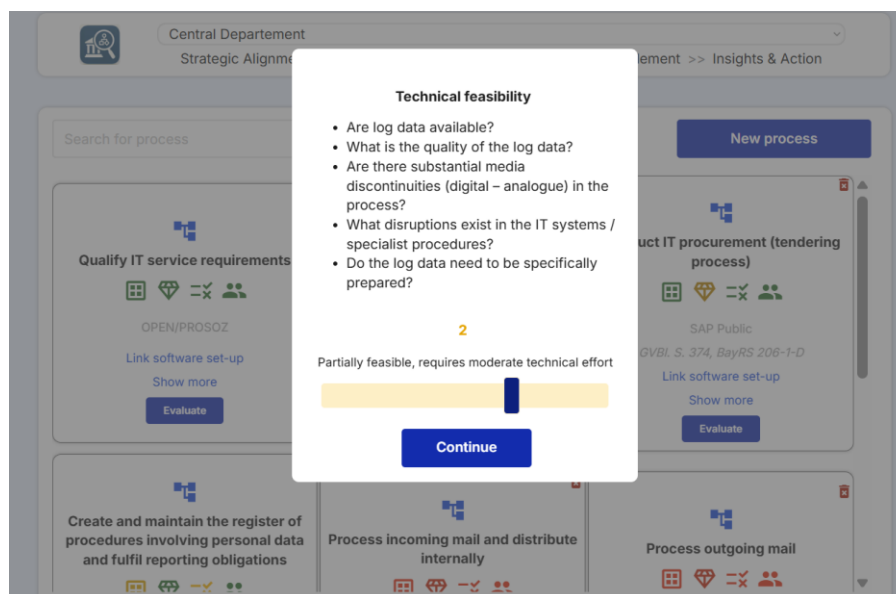 Central Departement
Strategic Alignme
lement >> Insights & Action
Technical feasibility
• Are log data available?
• What is the quality of the log data?
• Are there substantial media
discontinuities (digital – analogue) in the
process?
• What disruptions exist in the IT systems /
specialist procedures?
• Do the log data need to be specifically
prepared?
2
Partially feasible, requires moderate technical effort
Continue
Search for process
New process
Qualify IT service requirements
OPEN/PROSOZ
Link software set-up
Show more
Evaluate
uct IT procurement (tendering
process)
SAP Public
GVBl. S. 374, BayRS 206-1-D
Link software set-up
Show more
Evaluate
Create and maintain the register of
procedures involving personal data
and fulfil reporting obligations
Process incoming mail and distribute
internally
Process outgoing mail